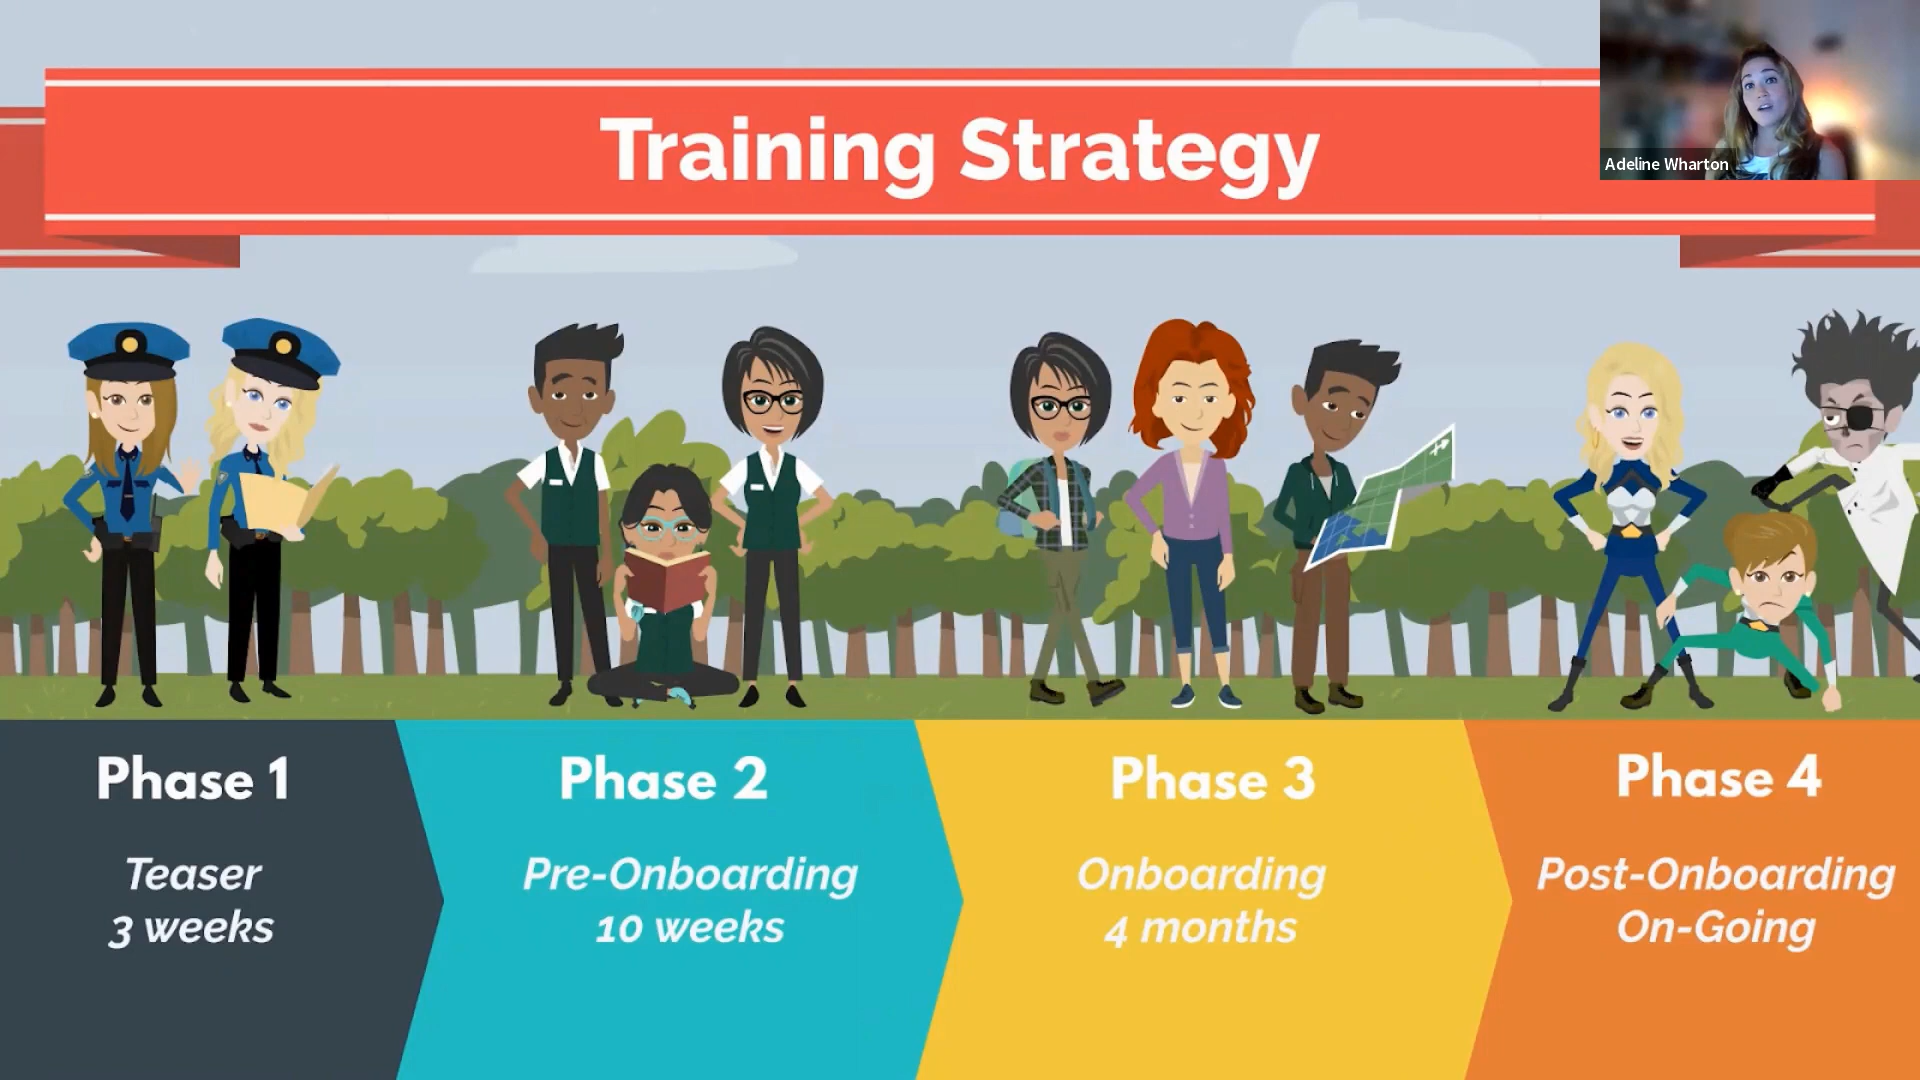 Training Strategy
Adeline Wharton
Phase 1
Teaser
3 weeks
Phase 2
Pre-Onboarding
10 weeks
Phase 3
Onboarding
4 months
Phase 4
Post-Onboarding
On-Going